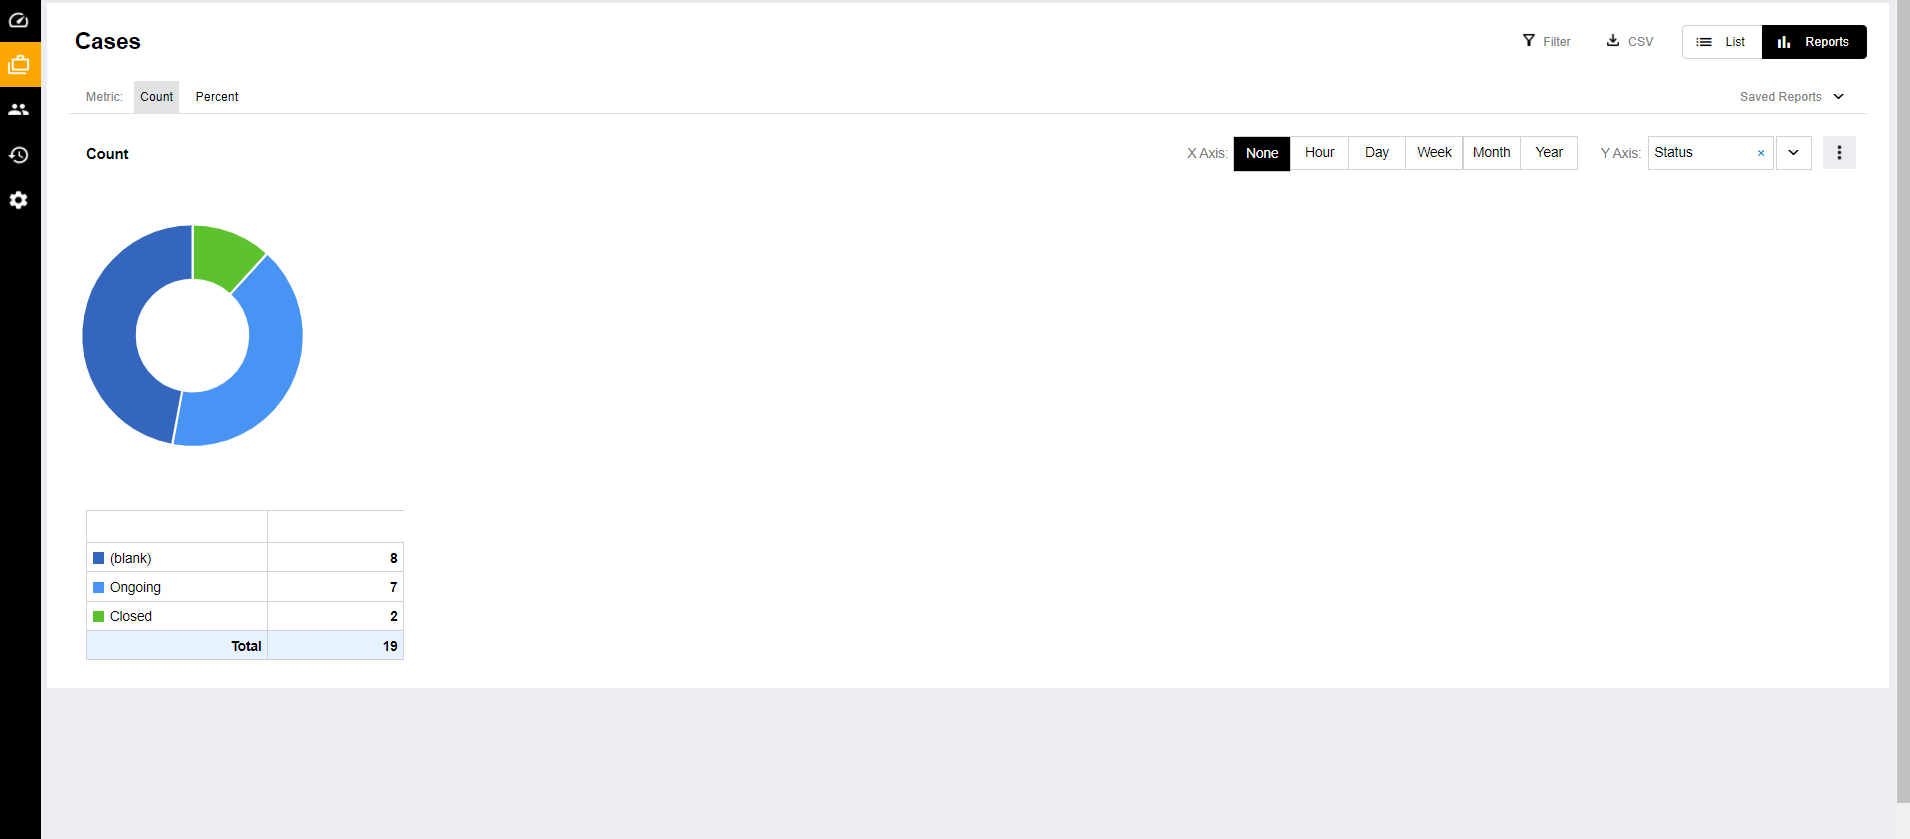 Cases
Filter CSV List Reports
Metric: Count Percent Saved Reports
Count X Axis: None Hour Day Week Month Year Y Axis: Status ×
(blank) 8
Ongoing 7
Closed 2
Total 19